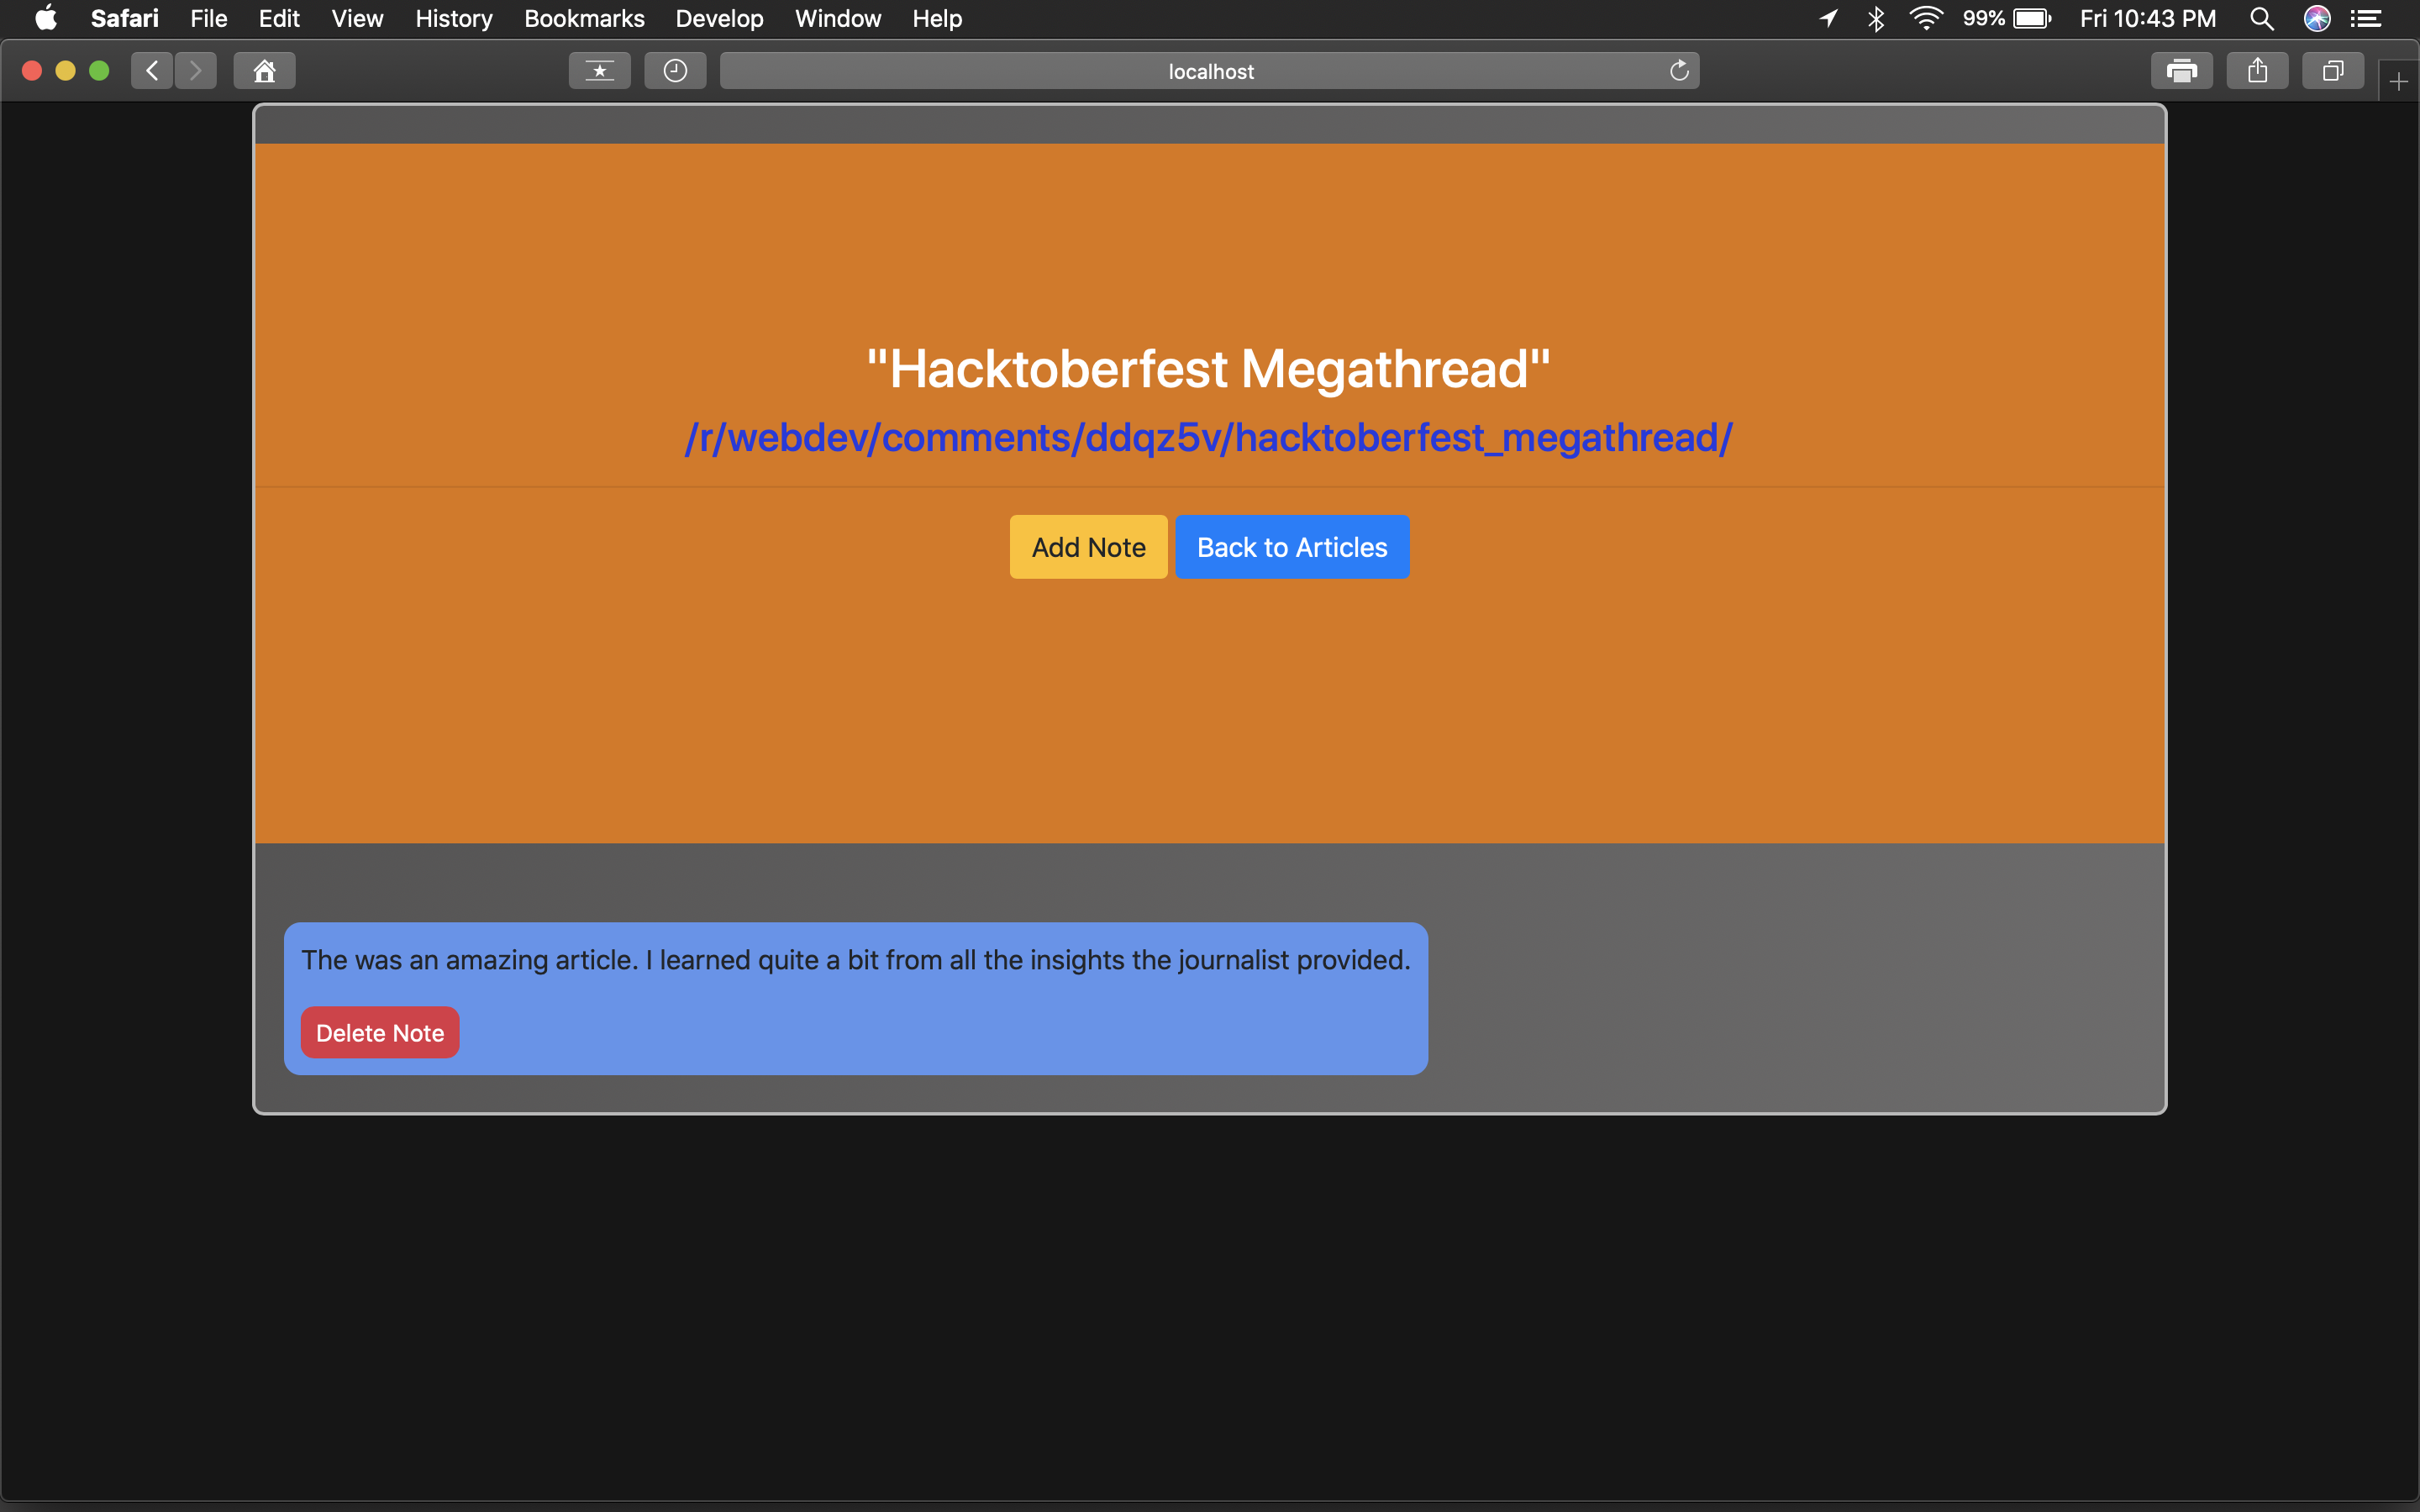 Safari File Edit View History Bookmarks Develop Window Help 99% Fri 10:43 PM
localhost
"Hacktoberfest Megathread"
/r/webdev/comments/ddqz5v/hacktoberfest_megathread/
Add Note Back to Articles
The was an amazing article. I learned quite a bit from all the insights the journalist provided.
Delete Note